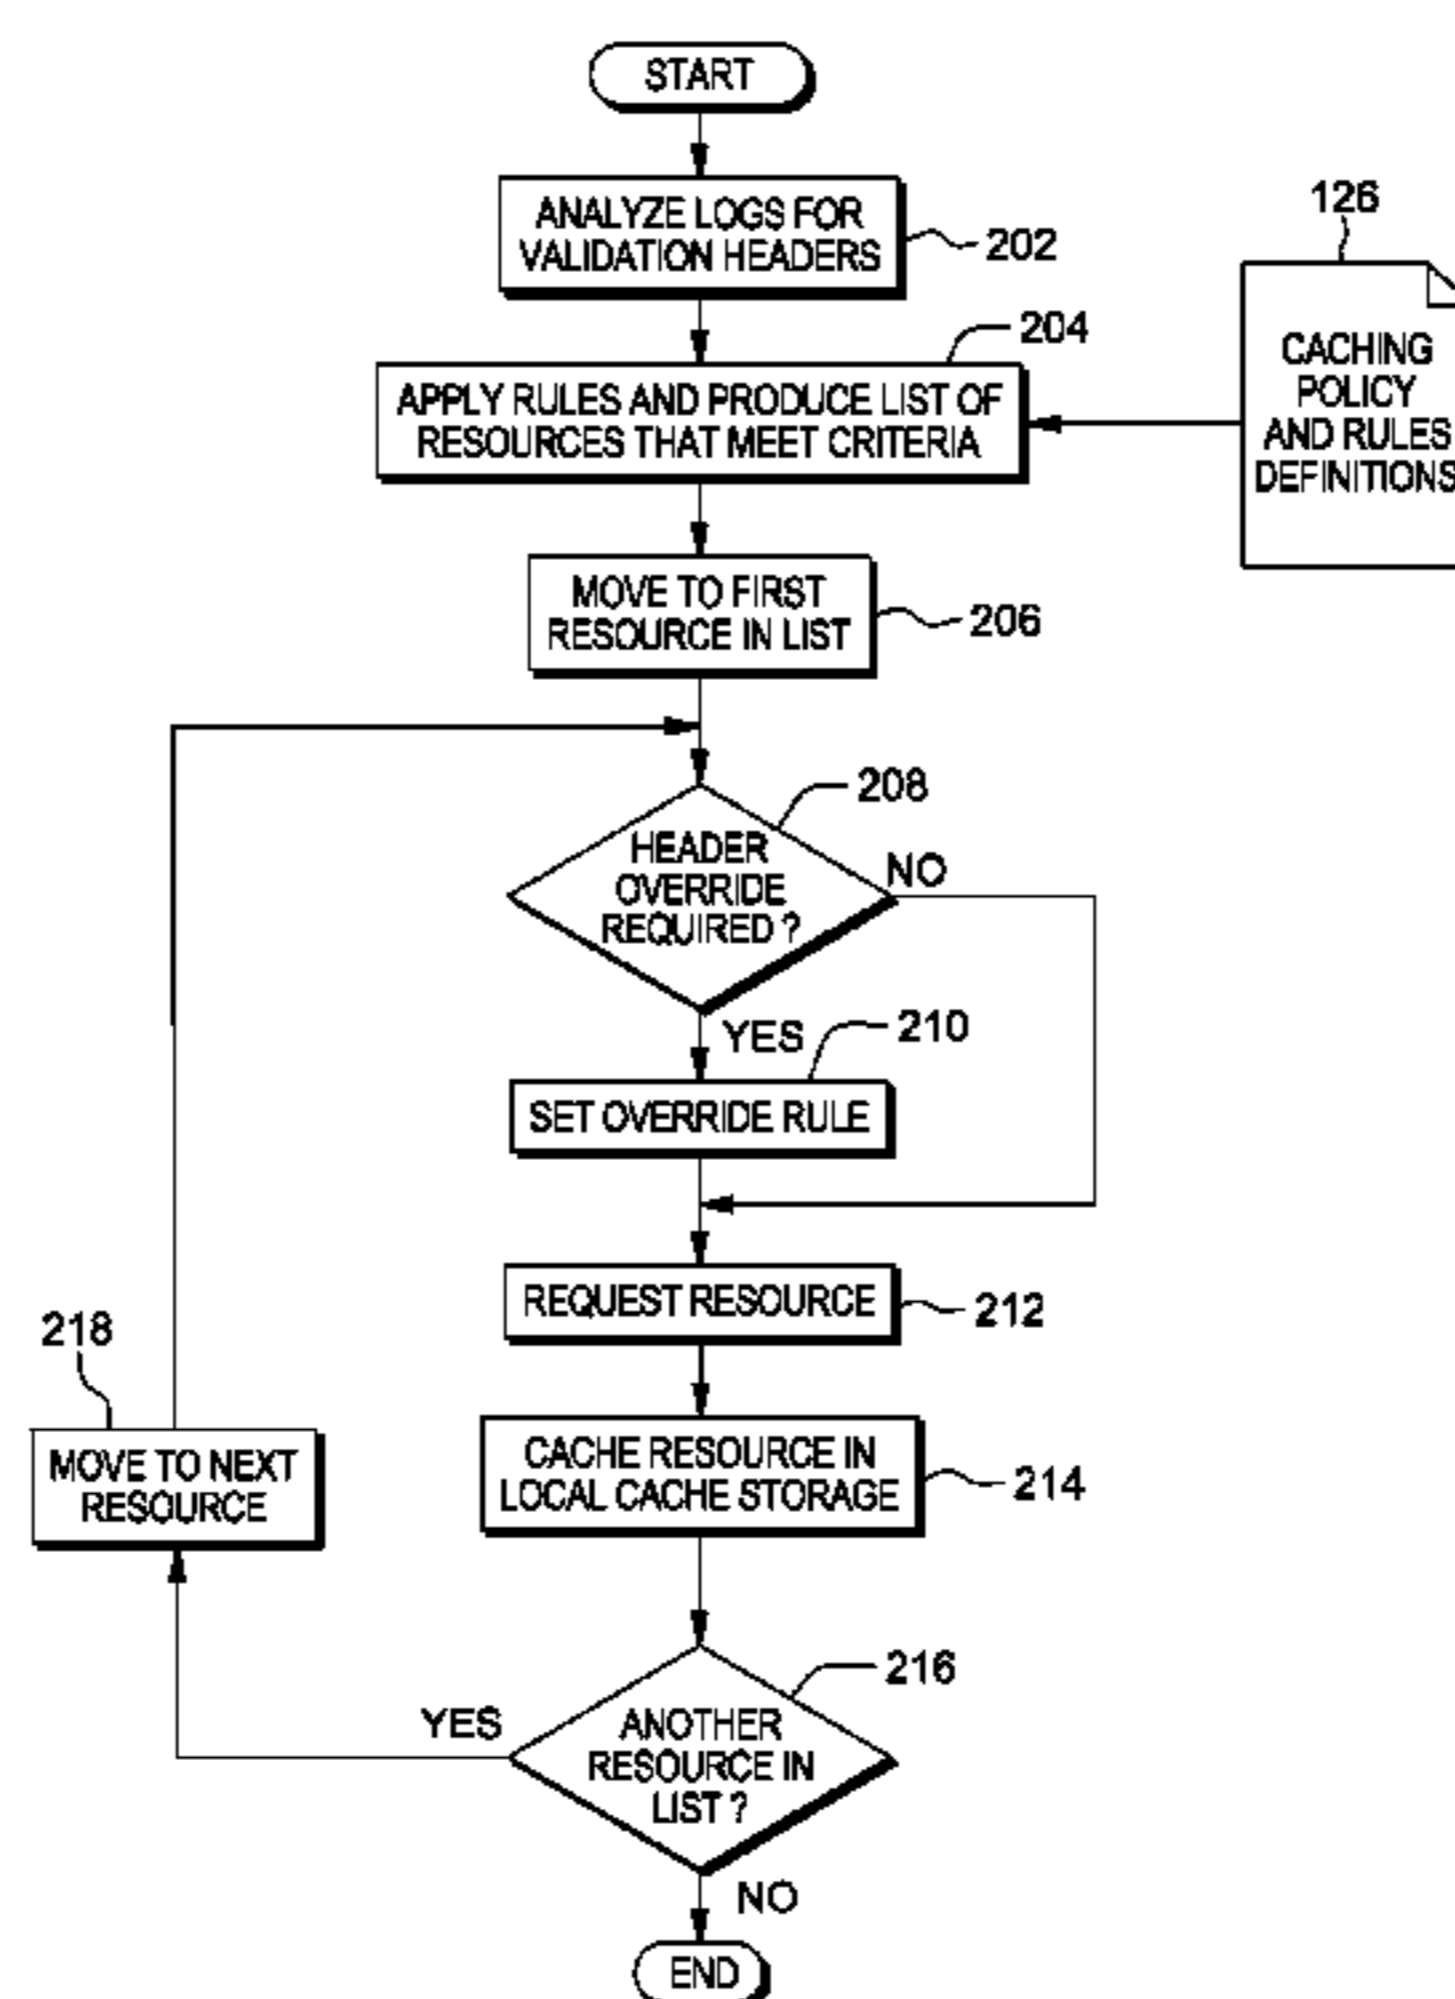 START
ANALYZE LOGS FOR
VALIDATION HEADERS
202
126
204
APPLY RULES AND PRODUCE LIST OF
RESOURCES THAT MEET CRITERIA
CACHING
POLICY
AND RULES
DEFINITIONS
MOVE TO FIRST
RESOURCE IN LIST
206
208
HEADER
OVERRIDE
REQUIRED ?
NO
YES
210
SET OVERRIDE RULE
REQUEST RESOURCE
212
218
MOVE TO NEXT
RESOURCE
CACHE RESOURCE IN
LOCAL CACHE STORAGE
214
216
YES
ANOTHER
RESOURCE IN
LIST ?
NO
END